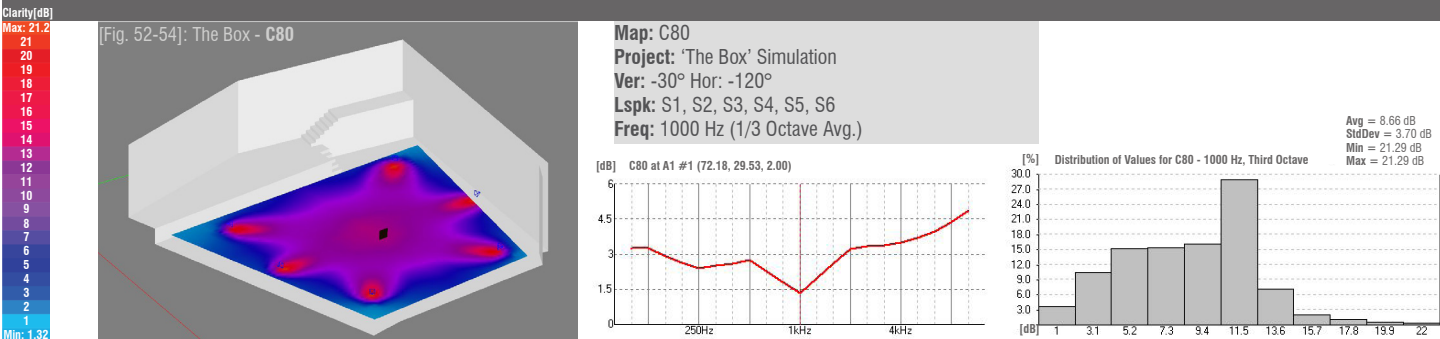 Clarity[dB]
Max: 21.2
21
20
19
18
17
16
15
14
13
12
11
10
9
8
7
6
5
4
3
2
1
Min: 1.32
[Fig. 52-54]: The Box - C80
Map: C80
Project: ‘The Box’ Simulation
Ver: -30° Hor: -120°
Lspk: S1, S2, S3, S4, S5, S6
Freq: 1000 Hz (1/3 Octave Avg.)
[dB] C80 at A1 #1 (72.18, 29.53, 2.00)
6
4.5
3
1.5
0
250Hz 1kHz 4kHz
Avg = 8.66 dB
StdDev = 3.70 dB
Min = 21.29 dB
Max = 21.29 dB
[%] Distribution of Values for C80 - 1000 Hz, Third Octave
30.0
27.0
24.0
21.0
18.0
15.0
12.0
9.0
6.0
3.0
[dB] 1 3.1 5.2 7.3 9.4 11.5 13.6 15.7 17.8 19.9 22